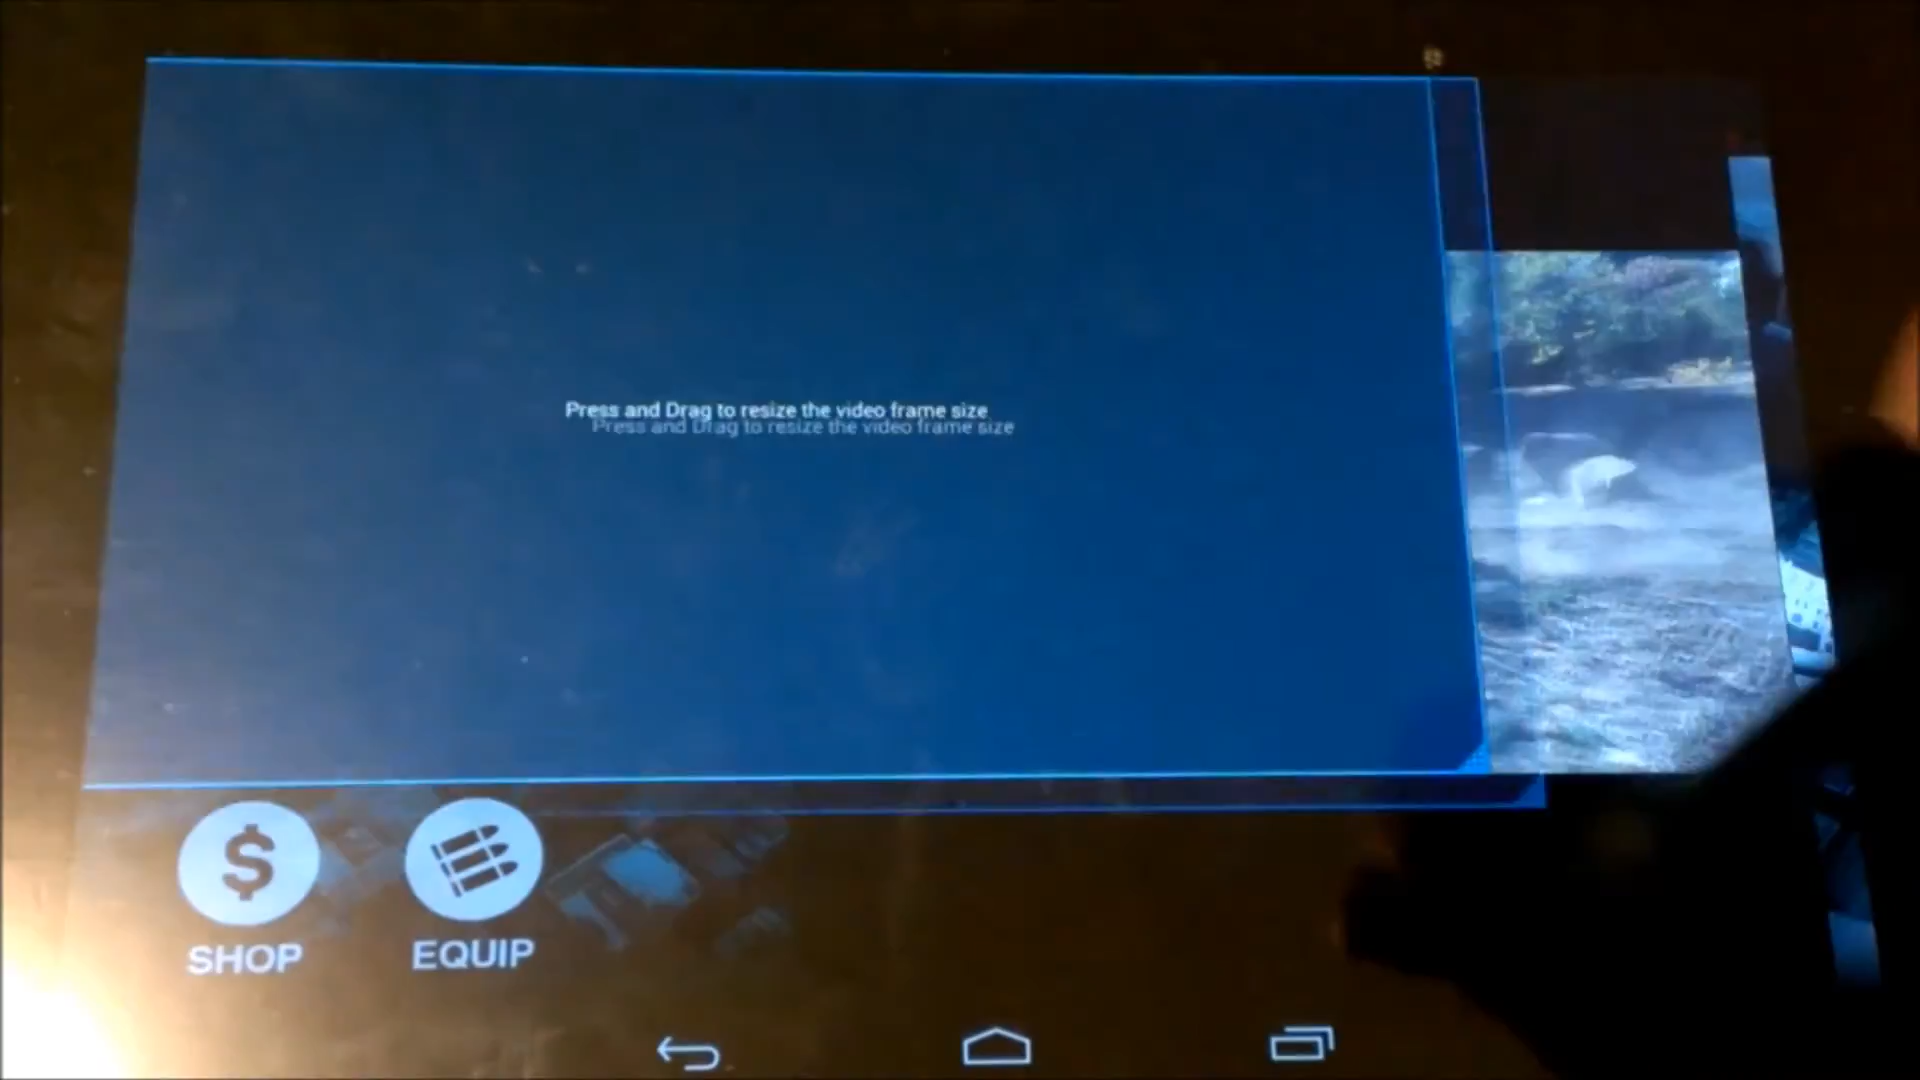 Press and Drag to resize the video frame size
Press and Drag to resize the video frame size
$
SHOP
EQUIP